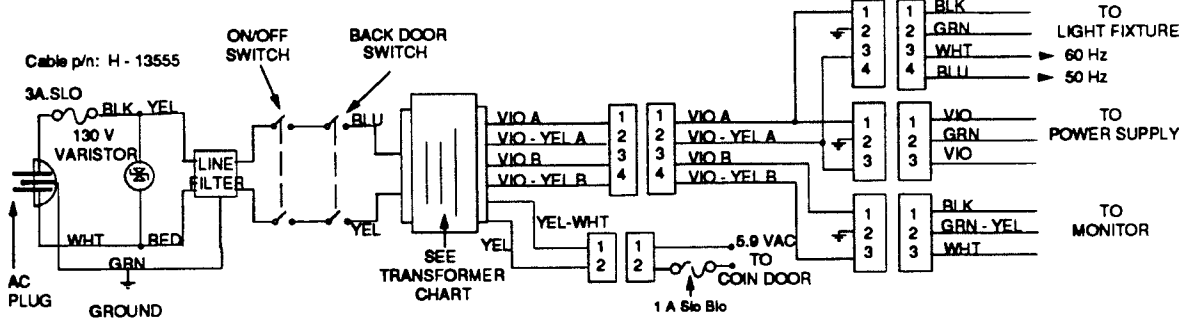 Cable p/n: H - 13555
3A.SLO
BLK
YEL
130 V
VARISTOR
WHT
RED
GRN
AC
PLUG
GROUND
LINE
FILTER
ON/OFF
SWITCH
BACK DOOR
SWITCH
BLU
YEL
SEE
TRANSFORMER
CHART
VIO A
VIO - YEL A
VIO B
VIO - YEL B
1
2
3
4
1
2
3
4
VIO A
VIO - YEL A
VIO B
VIO - YEL B
YEL-WHT
YEL
1
2
1
2
5.9 VAC
TO
COIN DOOR
1 A Slo Blo
1
2
3
4
1
2
3
4
BLK
GRN
WHT
BLU
TO
LIGHT FIXTURE
60 Hz
50 Hz
1
2
3
1
2
3
VIO
GRN
VIO
TO
POWER SUPPLY
1
2
3
1
2
3
BLK
GRN - YEL
WHT
TO
MONITOR